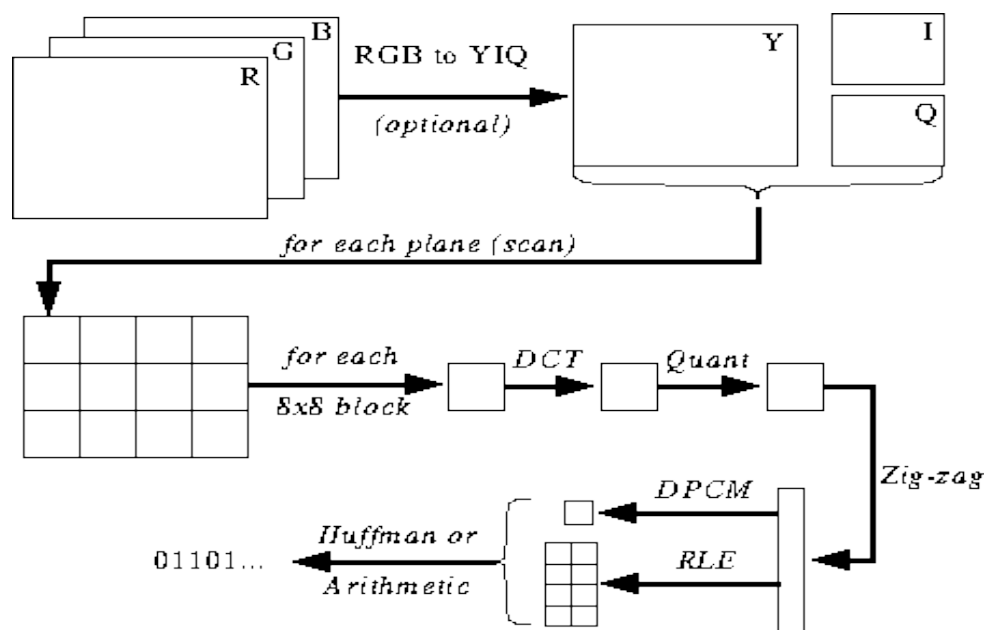 B
G
R
RGB to YIQ
(optional)
Y
I
Q
for each plane (scan)
for each
8x8 block
DCT
Quant
Zig-zag
DPCM
RLE
Huffman or
Arithmetic
01101...